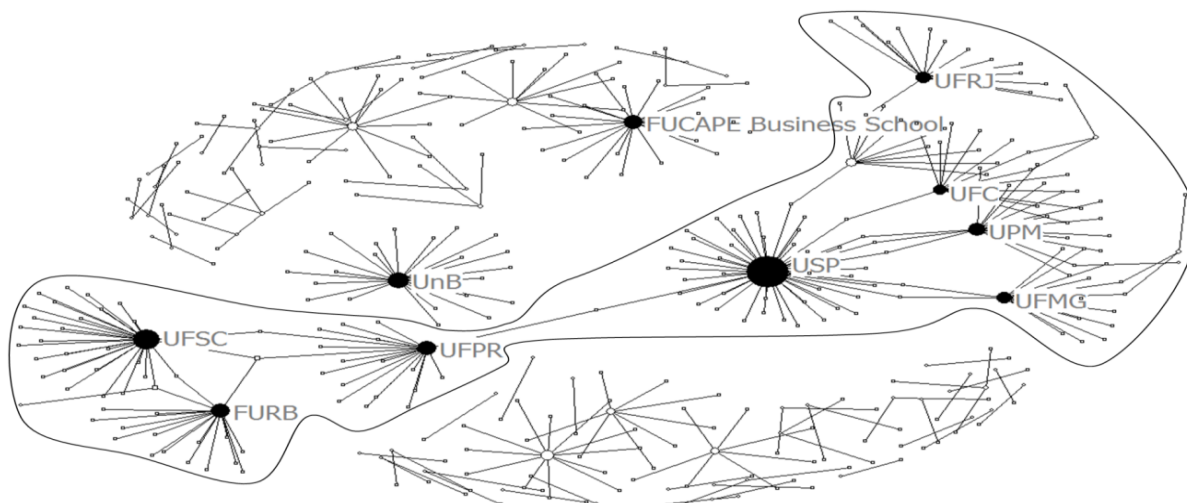 UFRJ
FUCAPE Business School
UFC
UPM
USP
UnB
UFMG
UFSC
UFPR
FURB